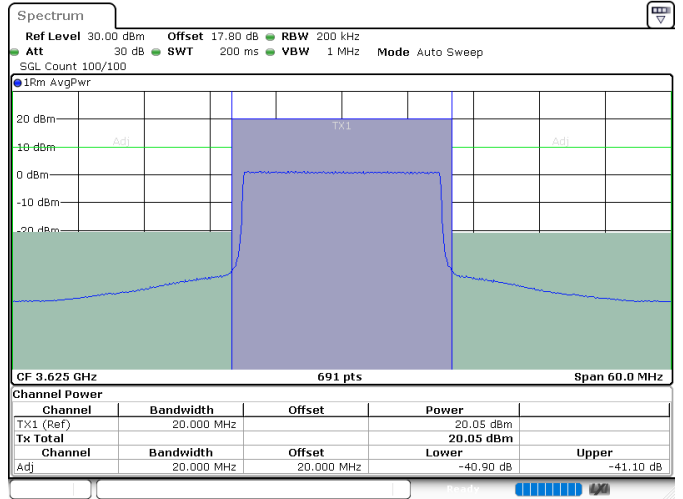 Spectrum
Ref Level 30.00 dBm Offset 17.80 dB RBW 200 kHz
Att 30 dB SWT 200 ms VBW 1 MHz Mode Auto Sweep
SGL Count 100/100
1Rm AvgPwr
20 dBm
TX1
Adj Adj
10 dBm
0 dBm
-10 dBm
-20 dBm
CF 3.625 GHz 691 pts Span 60.0 MHz
Channel Power
Channel Bandwidth Offset Power
TX1 (Ref) 20.000 MHz 20.05 dBm
Tx Total 20.05 dBm
Channel Bandwidth Offset Lower Upper
Adj 20.000 MHz 20.000 MHz -40.90 dB -41.10 dB
Ready